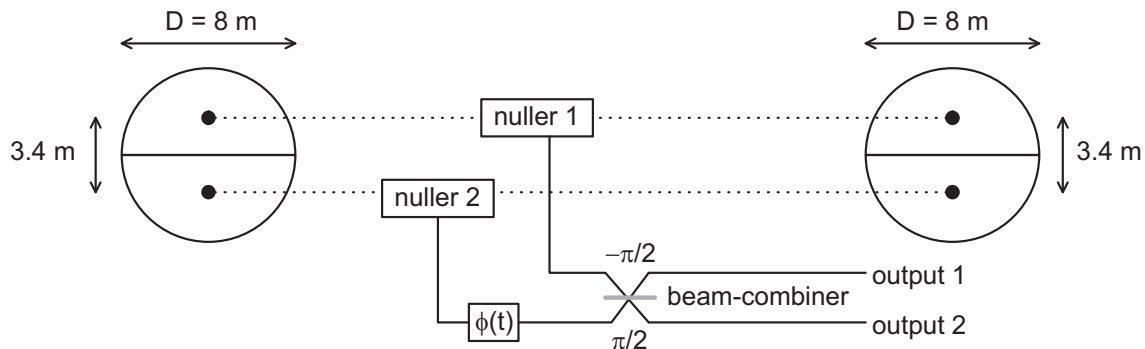 D = 8 m
D = 8 m
nuller 1
3.4 m
3.4 m
nuller 2
−π/2
output 1
beam-combiner
ϕ(t)
output 2
π/2